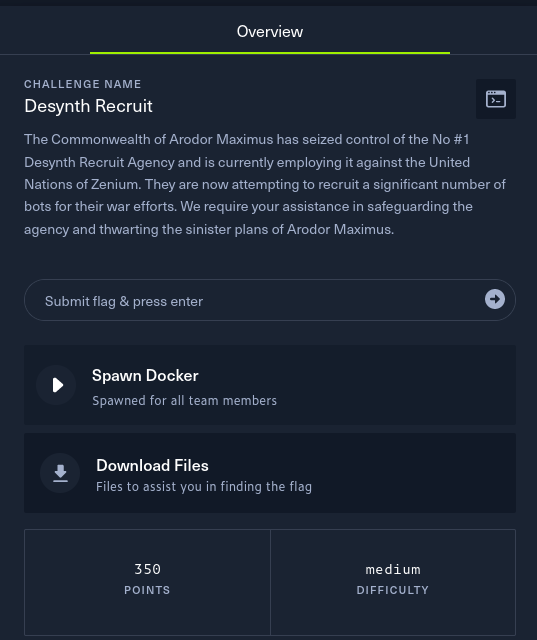 Overview
CHALLENGE NAME
Desynth Recruit
The Commonwealth of Arodor Maximus has seized control of the No #1
Desynth Recruit Agency and is currently employing it against the United
Nations of Zenium. They are now attempting to recruit a significant number of
bots for their war efforts. We require your assistance in safeguarding the
agency and thwarting the sinister plans of Arodor Maximus.
Submit flag & press enter
Spawn Docker
Spawned for all team members
Download Files
Files to assist you in finding the flag
350
POINTS
medium
DIFFICULTY